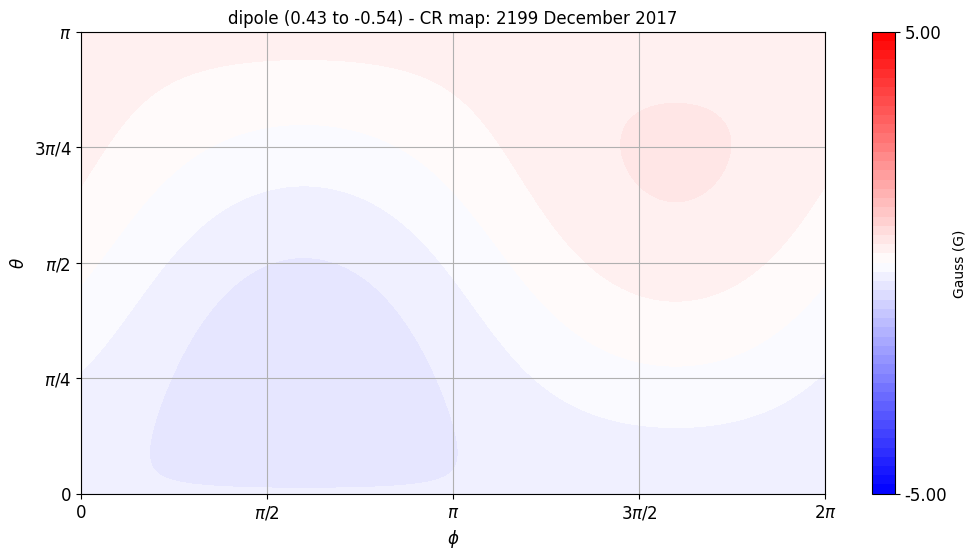 dipole (0.43 to -0.54) - CR map: 2199 December 2017
π
3π/4
π/2
π/4
0
θ
0
π/2
π
3π/2
2π
ϕ
5.00
-5.00
Gauss (G)